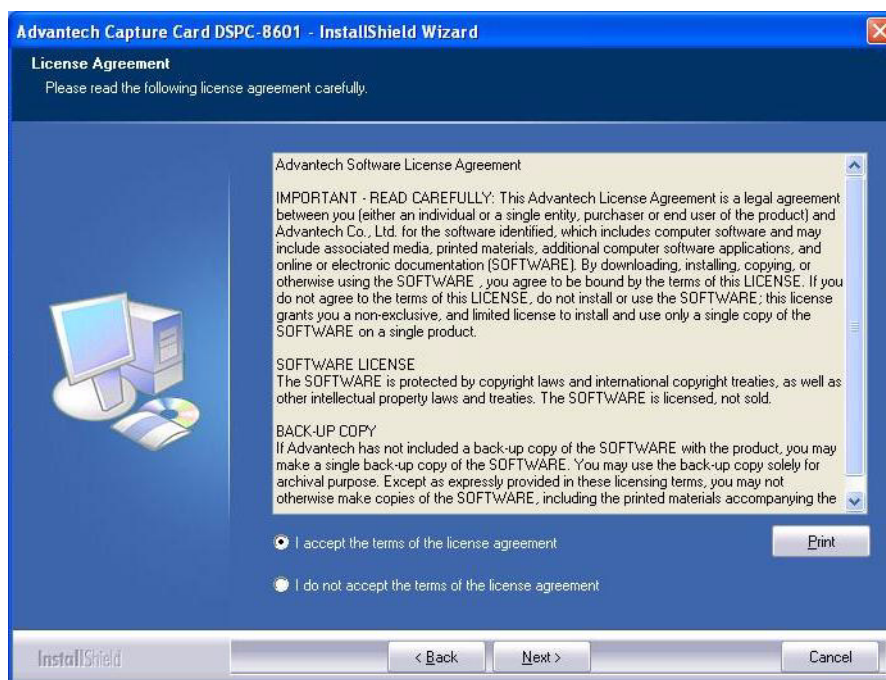 Advantech Capture Card DSPC-8601 - InstallShield Wizard
License Agreement
Please read the following license agreement carefully.
Advantech Software License Agreement
IMPORTANT - READ CAREFULLY: This Advantech License Agreement is a legal agreement
between you (either an individual or a single entity, purchaser or end user of the product) and
Advantech Co., Ltd. for the software identified, which includes computer software and may
include associated media, printed materials, additional computer software applications, and
online or electronic documentation (SOFTWARE). By downloading, installing, copying, or
otherwise using the SOFTWARE , you agree to be bound by the terms of this LICENSE. If you
do not agree to the terms of this LICENSE, do not install or use the SOFTWARE; this license
grants you a non-exclusive, and limited license to install and use only a single copy of the
SOFTWARE on a single product.
SOFTWARE LICENSE
The SOFTWARE is protected by copyright laws and international copyright treaties, as well as
other intellectual property laws and treaties. The SOFTWARE is licensed, not sold.
BACK-UP COPY
If Advantech has not included a back-up copy of the SOFTWARE with the product, you may
make a single back-up copy of the SOFTWARE. You may use the back-up copy solely for
archival purpose. Except as expressly provided in these licensing terms, you may not
otherwise make copies of the SOFTWARE, including the printed materials accompanying the
I accept the terms of the license agreement
Print
I do not accept the terms of the license agreement
InstallShield
< Back
Next >
Cancel